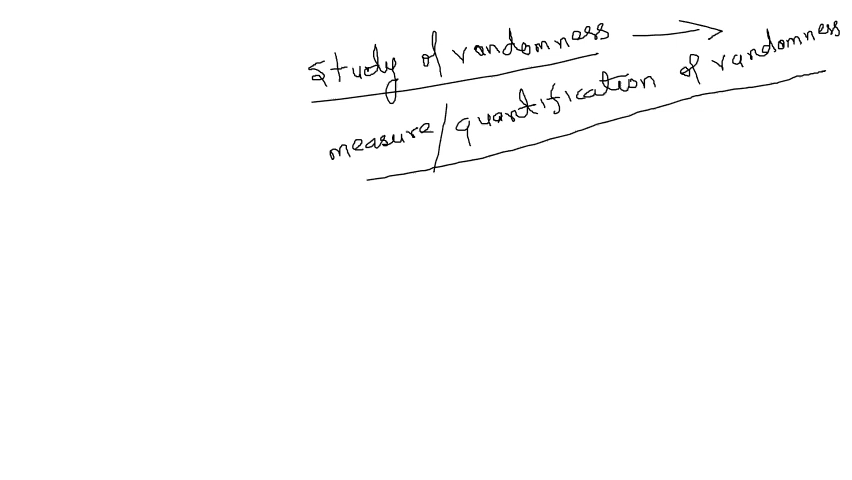 Study of randomness →
measure/quantification of randomness